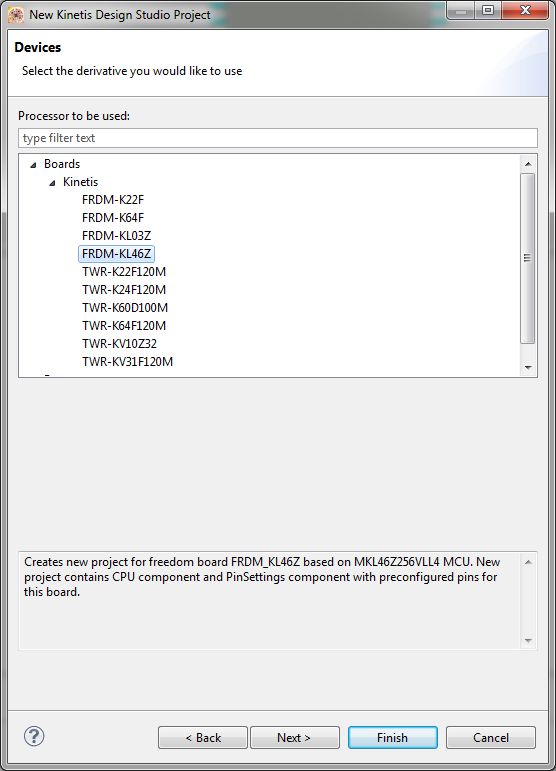 New Kinetis Design Studio Project
Devices
Select the derivative you would like to use
Processor to be used:
type filter text
Boards
Kinetis
FRDM-K22F
FRDM-K64F
FRDM-KL03Z
FRDM-KL46Z
TWR-K22F120M
TWR-K24F120M
TWR-K60D100M
TWR-K64F120M
TWR-KV10Z32
TWR-KV31F120M
Creates new project for freedom board FRDM_KL46Z based on MKL46Z256VLL4 MCU. New
project contains CPU component and PinSettings component with preconfigured pins for
this board.
? < Back Next > Finish Cancel